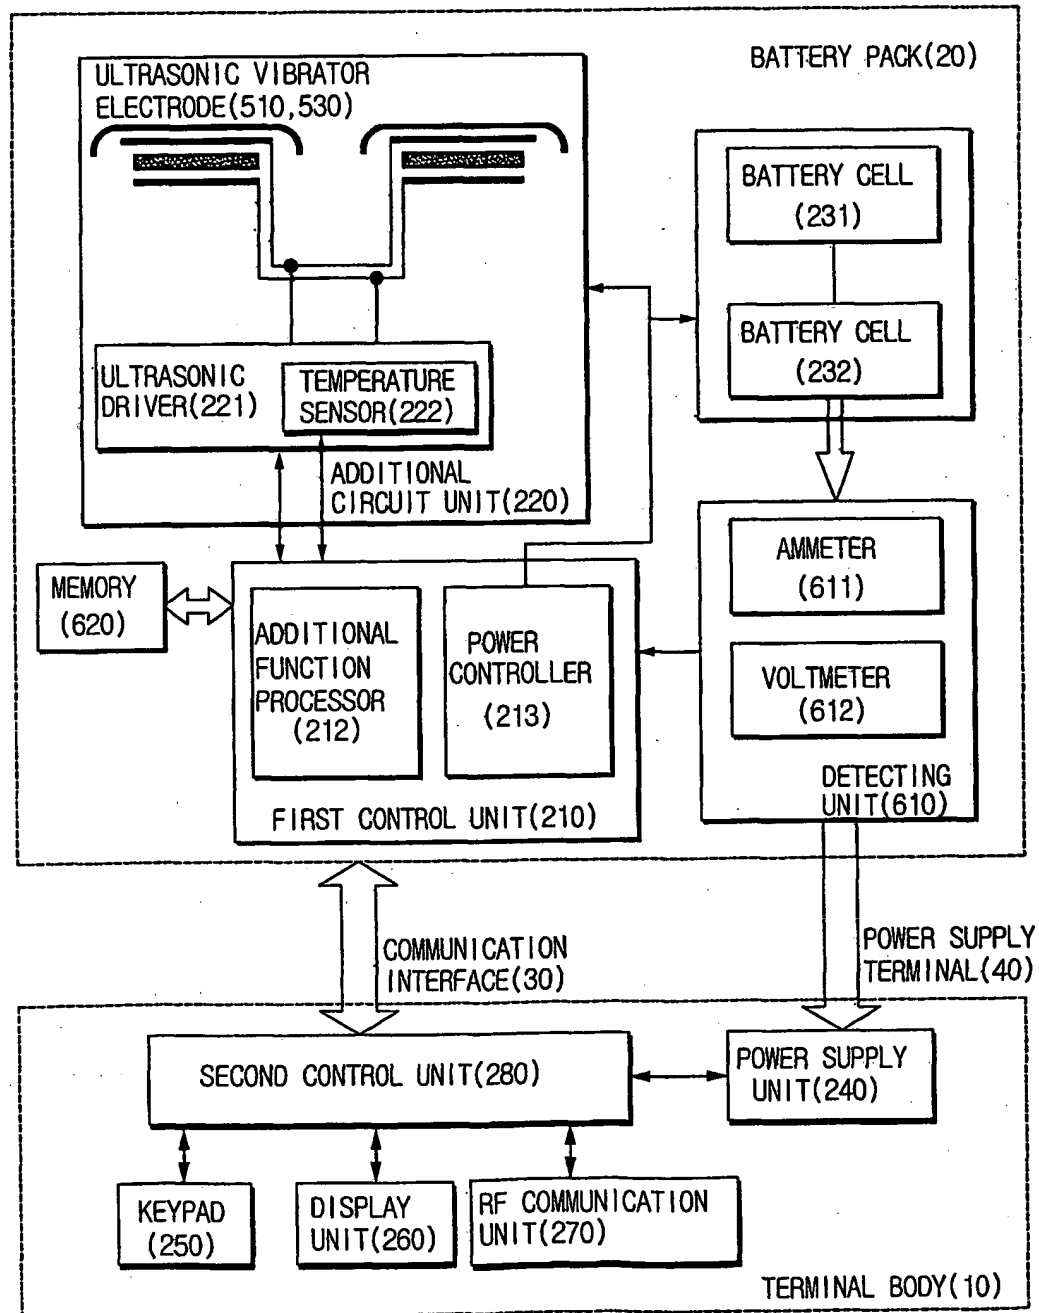 BATTERY PACK(20)
ULTRASONIC VIBRATOR
ELECTRODE(510,530)
BATTERY CELL
(231)
BATTERY CELL
(232)
ULTRASONIC
DRIVER(221)
TEMPERATURE
SENSOR(222)
ADDITIONAL
CIRCUIT UNIT(220)
AMMETER
(611)
VOLTMETER
(612)
DETECTING
UNIT(610)
MEMORY
(620)
ADDITIONAL
FUNCTION
PROCESSOR
(212)
POWER
CONTROLLER
(213)
FIRST CONTROL UNIT(210)
COMMUNICATION
INTERFACE(30)
POWER SUPPLY
TERMINAL(40)
SECOND CONTROL UNIT(280)
POWER SUPPLY
UNIT(240)
KEYPAD
(250)
DISPLAY
UNIT(260)
RF COMMUNICATION
UNIT(270)
TERMINAL BODY(10)